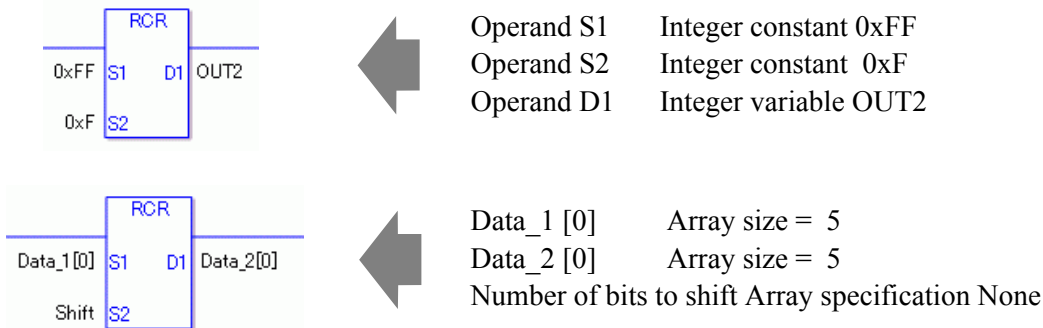 RCR
0xFF S1 D1 OUT2
0xF S2
Operand S1 Integer constant 0xFF
Operand S2 Integer constant 0xF
Operand D1 Integer variable OUT2
RCR
Data_1[0] S1 D1 Data_2[0]
Shift S2
Data_1 [0] Array size = 5
Data_2 [0] Array size = 5
Number of bits to shift Array specification None